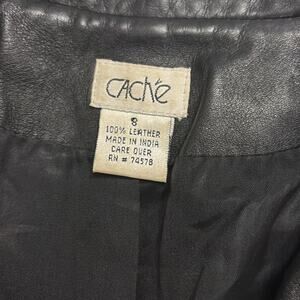 Caché
8
100% LEATHER
MADE IN INDIA
CARE OVER
RN # 74578